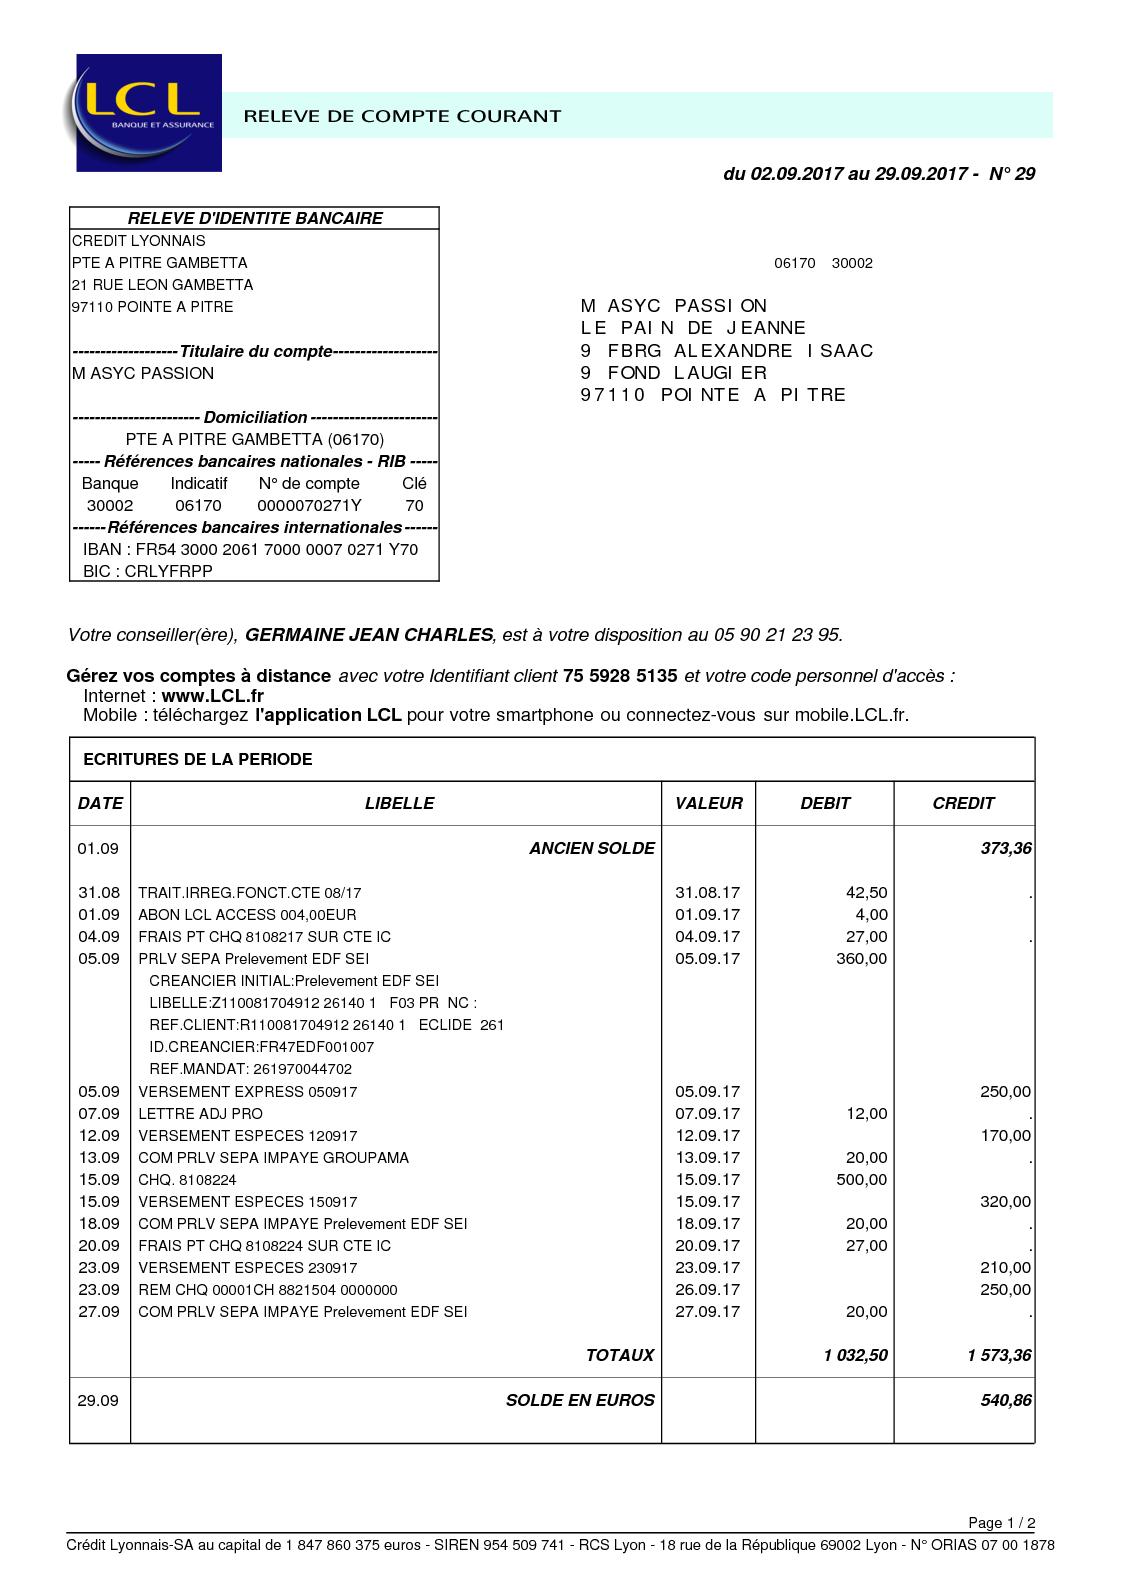 LCL
BANQUE ET ASSURANCE
RELEVE DE COMPTE COURANT
du 02.09.2017 au 29.09.2017 - N° 29
RELEVE D'IDENTITE BANCAIRE
CREDIT LYONNAIS
PTE A PITRE GAMBETTA
21 RUE LEON GAMBETTA
97110 POINTE A PITRE
-------------------Titulaire du compte-------------------
M ASYC PASSION
----------------------- Domiciliation -----------------------
PTE A PITRE GAMBETTA (06170)
----- Références bancaires nationales - RIB -----
Banque Indicatif N° de compte Clé
30002 06170 0000070271Y 70
------Références bancaires internationales------
IBAN : FR54 3000 2061 7000 0007 0271 Y70
BIC : CRLYFRPP
06170 30002
M ASYC PASSION
LE PAIN DE JEANNE
9 FBRG ALEXANDRE ISAAC
9 FOND LAUGIER
97110 POINTE A PITRE
Votre conseiller(ère), GERMAINE JEAN CHARLES, est à votre disposition au 05 90 21 23 95.
Gérez vos comptes à distance avec votre Identifiant client 75 5928 5135 et votre code personnel d'accès :
Internet : www.LCL.fr
Mobile : téléchargez l'application LCL pour votre smartphone ou connectez-vous sur mobile.LCL.fr.
ECRITURES DE LA PERIODE
DATE LIBELLE VALEUR DEBIT CREDIT
01.09 ANCIEN SOLDE 373,36
31.08 TRAIT.IRREG.FONCT.CTE 08/17 31.08.17 42,50 .
01.09 ABON LCL ACCESS 004,00EUR 01.09.17 4,00
04.09 FRAIS PT CHQ 8108217 SUR CTE IC 04.09.17 27,00 .
05.09 PRLV SEPA Prelevement EDF SEI 05.09.17 360,00
CREANCIER INITIAL:Prelevement EDF SEI
LIBELLE:Z110081704912 26140 1 F03 PR NC :
REF.CLIENT:R110081704912 26140 1 ECLIDE 261
ID.CREANCIER:FR47EDF001007
REF.MANDAT: 261970044702
05.09 VERSEMENT EXPRESS 050917 05.09.17 250,00
07.09 LETTRE ADJ PRO 07.09.17 12,00 .
12.09 VERSEMENT ESPECES 120917 12.09.17 170,00
13.09 COM PRLV SEPA IMPAYE GROUPAMA 13.09.17 20,00 .
15.09 CHQ. 8108224 15.09.17 500,00
15.09 VERSEMENT ESPECES 150917 15.09.17 320,00
18.09 COM PRLV SEPA IMPAYE Prelevement EDF SEI 18.09.17 20,00 .
20.09 FRAIS PT CHQ 8108224 SUR CTE IC 20.09.17 27,00 .
23.09 VERSEMENT ESPECES 230917 23.09.17 210,00
23.09 REM CHQ 00001CH 8821504 0000000 26.09.17 250,00
27.09 COM PRLV SEPA IMPAYE Prelevement EDF SEI 27.09.17 20,00 .
TOTAUX 1 032,50 1 573,36
29.09 SOLDE EN EUROS 540,86
Page 1 / 2
Crédit Lyonnais-SA au capital de 1 847 860 375 euros - SIREN 954 509 741 - RCS Lyon - 18 rue de la République 69002 Lyon - N° ORIAS 07 00 1878